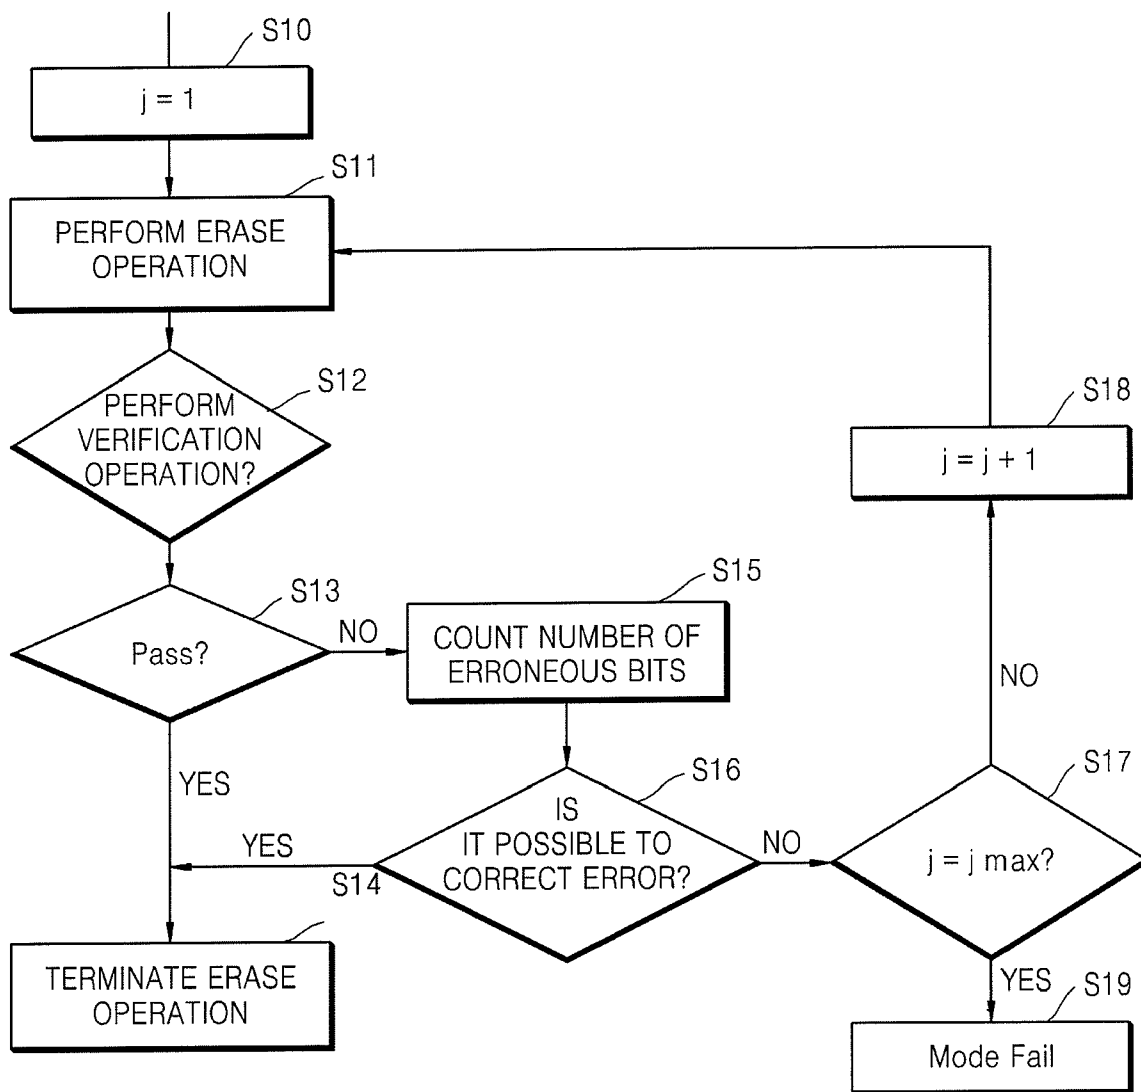 S10
j = 1
S11
PERFORM ERASE
OPERATION
S12
PERFORM
VERIFICATION
OPERATION?
S18
j = j + 1
S13
Pass?
NO
S15
COUNT NUMBER OF
ERRONEOUS BITS
NO
YES
S16
IS
IT POSSIBLE TO
CORRECT ERROR?
YES
NO
S17
j = j max?
S14
TERMINATE ERASE
OPERATION
YES
S19
Mode Fail